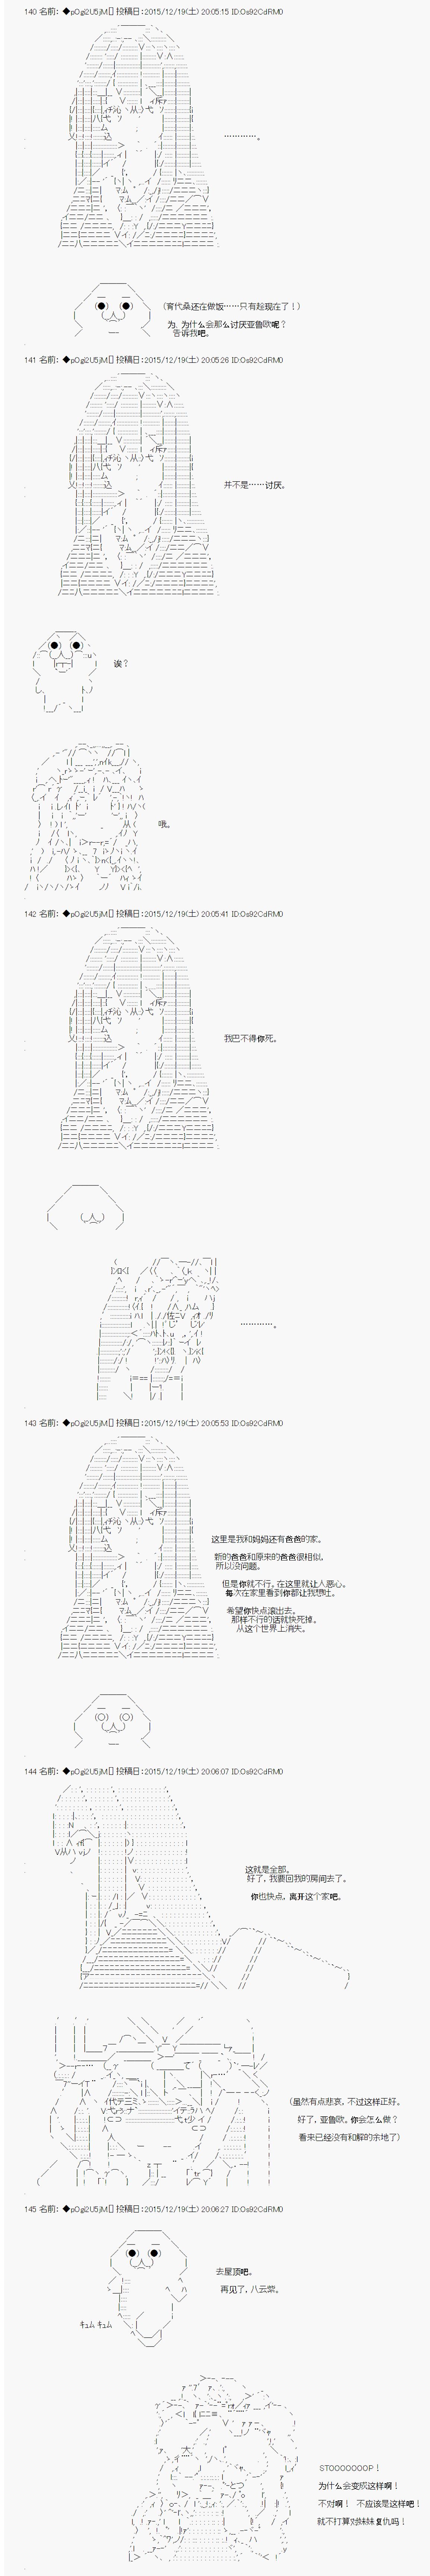 140 名前：◆pOgi2U5jM.[] 投稿日：2015/12/19(土) 20:05:15 ID:Os92CdRM0
…………。
（育代桑还在做饭……只有趁现在了！）
为、为什么会那么讨厌亚鲁欧呢？
告诉我吧。
141 名前：◆pOgi2U5jM.[] 投稿日：2015/12/19(土) 20:05:26 ID:Os92CdRM0
并不是……讨厌。
诶？
哦。
142 名前：◆pOgi2U5jM.[] 投稿日：2015/12/19(土) 20:05:41 ID:Os92CdRM0
我巴不得你死。
…………。
143 名前：◆pOgi2U5jM.[] 投稿日：2015/12/19(土) 20:05:53 ID:Os92CdRM0
这里是我和妈妈还有爸爸的家。
新的爸爸和原来的爸爸很相似，
所以没问题。
但是你就不行。在这里就让人恶心。
每次在家里看到你都让我想吐。
希望你快点滚出去。
那样不行的话就快死掉。
从这个世界上消失。
144 名前：◆pOgi2U5jM.[] 投稿日：2015/12/19(土) 20:06:07 ID:Os92CdRM0
这就是全部。
好了，我要回我的房间去了。
你也快点，离开这个家吧。
（虽然有点悲哀，不过这样正好。
好了，亚鲁欧，你会怎么做？
看来已经没有和解的余地了）
145 名前：◆pOgi2U5jM.[] 投稿日：2015/12/19(土) 20:06:27 ID:Os92CdRM0
去屋顶吧。
再见了，八云紫。
キュム キュム
STOOOOOOOP！
为什么会变成这样啊！
不对啊！ 不应该是这样吧！
就不打算对妹妹复仇吗！